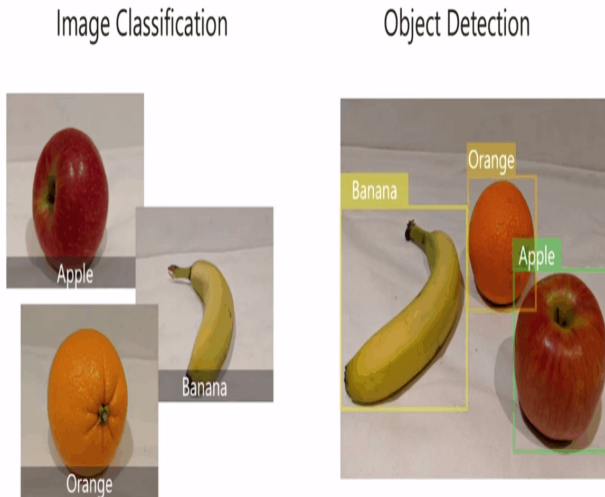 Image Classification
Object Detection
Apple
Banana
Orange
Banana
Orange
Apple